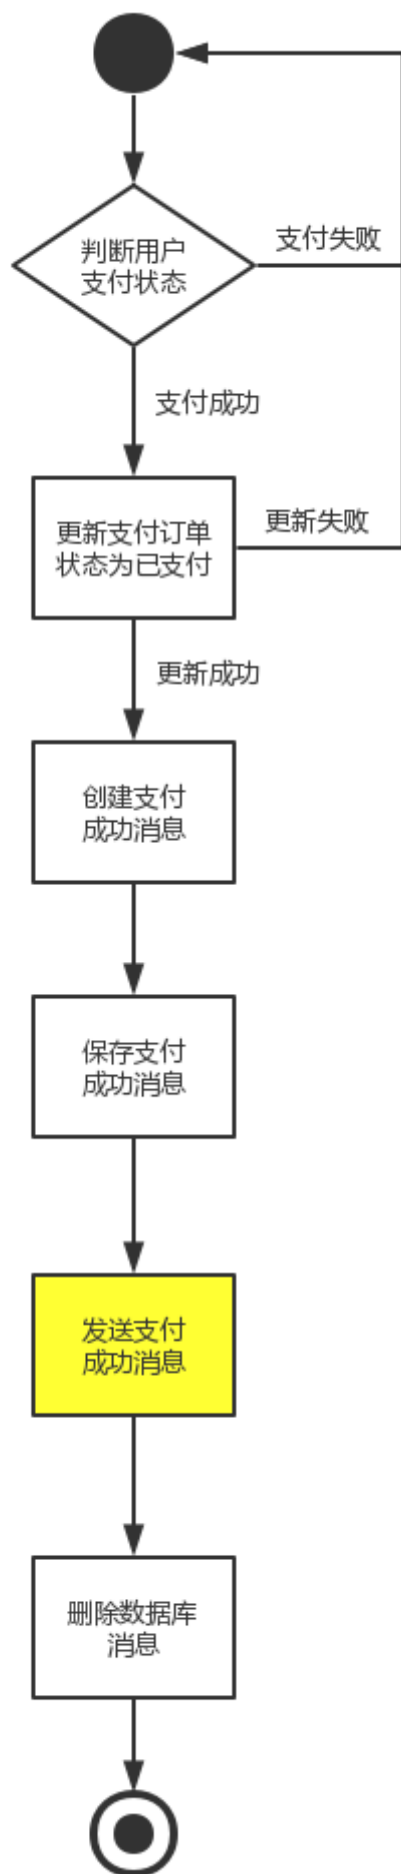 判断用户
支付状态
支付失败
支付成功
更新支付订单
状态为已支付
更新失败
更新成功
创建支付
成功消息
保存支付
成功消息
发送支付
成功消息
删除数据库
消息